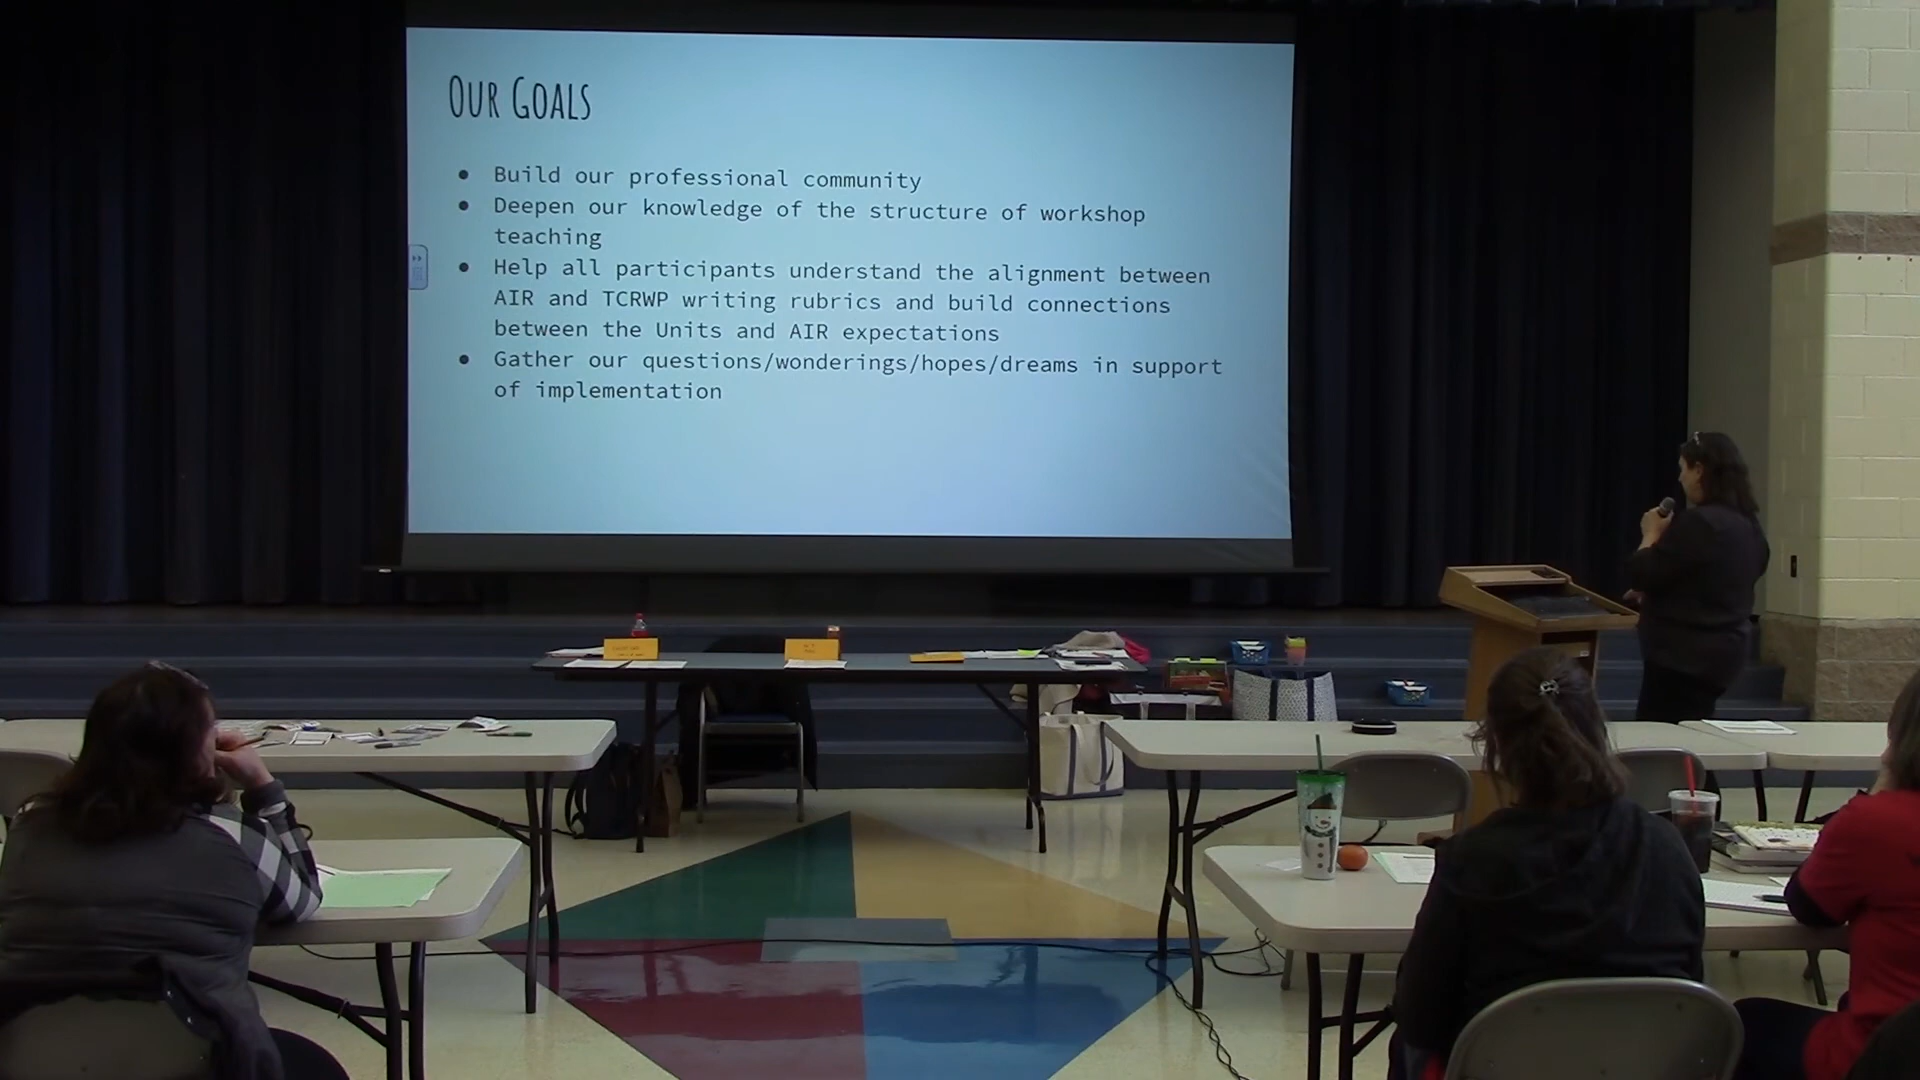 Our Goals
● Build our professional community
● Deepen our knowledge of the structure of workshop
teaching
● Help all participants understand the alignment between
AIR and TCRWP writing rubrics and build connections
between the Units and AIR expectations
● Gather our questions/wonderings/hopes/dreams in support
of implementation